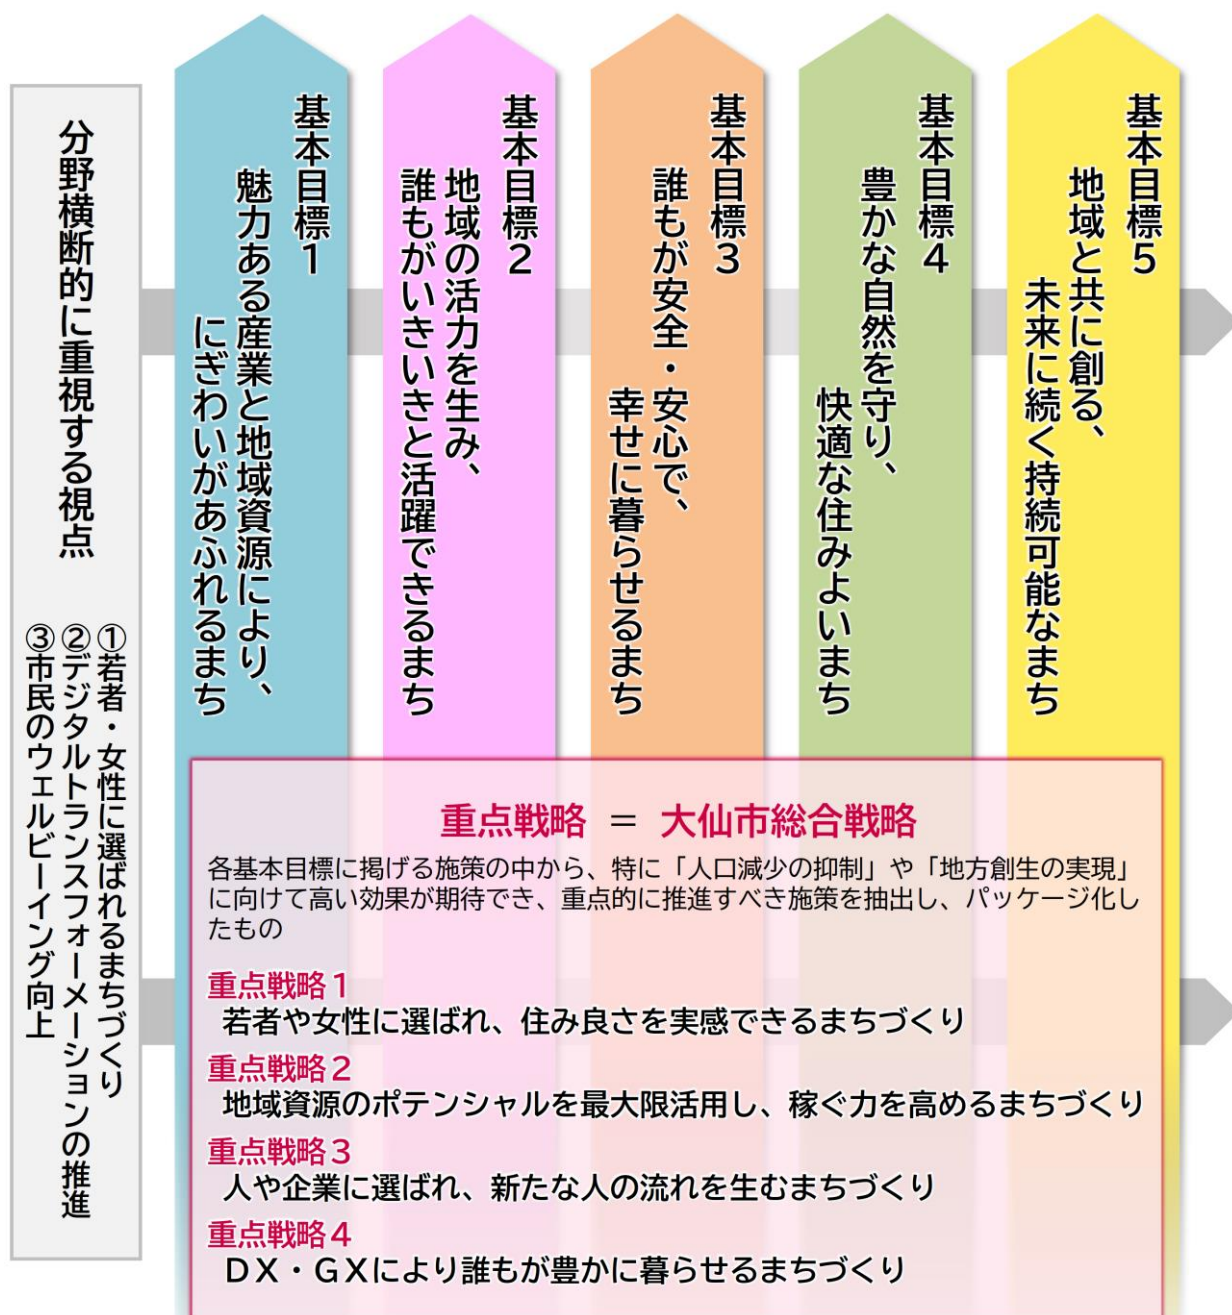 分野横断的に重視する視点
①若者・女性に選ばれるまちづくり
②デジタルトランスフォーメーションの推進
③市民のウェルビーイング向上
基本目標１
魅力ある産業と地域資源により、
にぎわいがあふれるまち
基本目標２
地域の活力を生み、
誰もがいきいきと活躍できるまち
基本目標３
誰もが安全・安心で、
幸せに暮らせるまち
基本目標４
豊かな自然を守り、
快適な住みよいまち
基本目標５
地域と共に創る、
未来に続く持続可能なまち
重点戦略 ＝ 大仙市総合戦略
各基本目標に掲げる施策の中から、特に「人口減少の抑制」や「地方創生の実現」
に向けて高い効果が期待でき、重点的に推進すべき施策を抽出し、パッケージ化し
たもの
重点戦略１
若者や女性に選ばれ、住み良さを実感できるまちづくり
重点戦略２
地域資源のポテンシャルを最大限活用し、稼ぐ力を高めるまちづくり
重点戦略３
人や企業に選ばれ、新たな人の流れを生むまちづくり
重点戦略４
ＤＸ・ＧＸにより誰もが豊かに暮らせるまちづくり